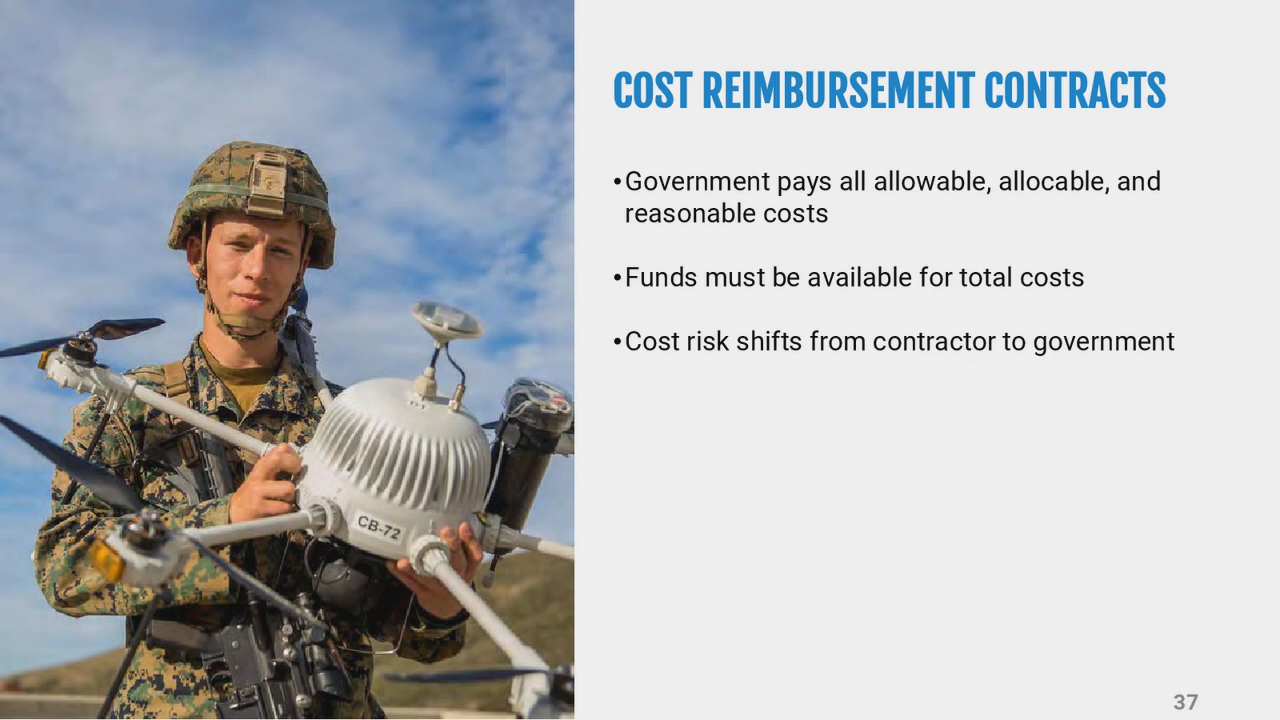 COST REIMBURSEMENT CONTRACTS
•Government pays all allowable, allocable, and
reasonable costs
•Funds must be available for total costs
•Cost risk shifts from contractor to government
CB-72
37